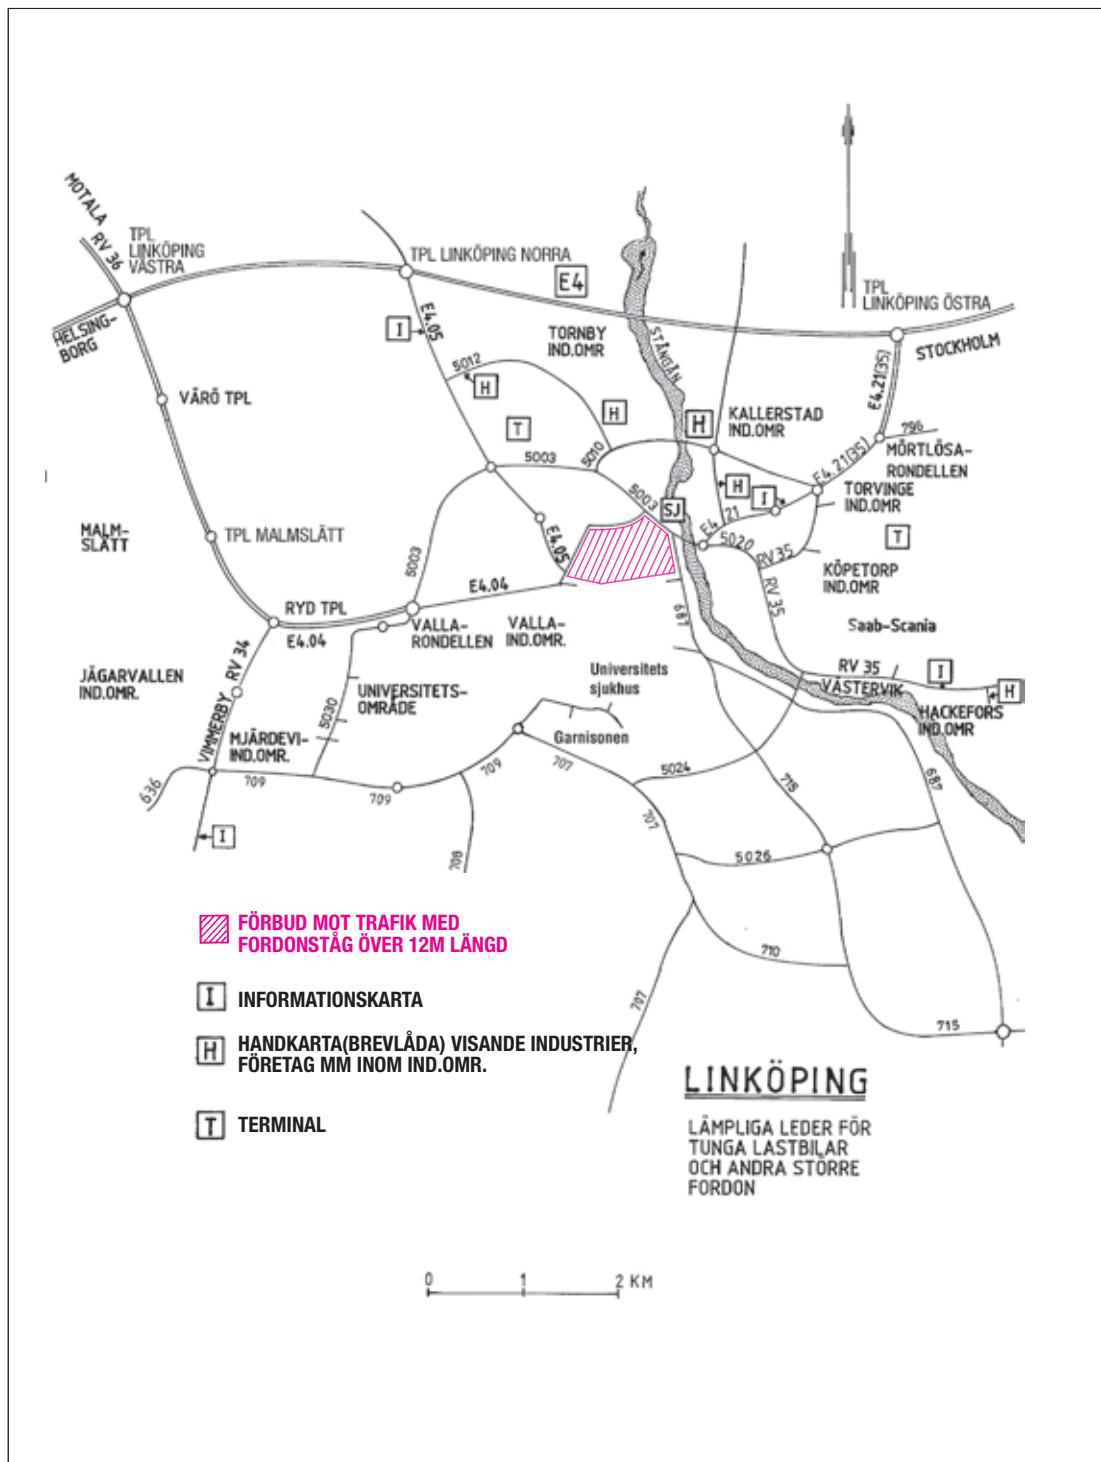 MOTALA
RV 36
TPL
LINKÖPING
VÄSTRA
TPL LINKÖPING NORRA
E4
TPL
LINKÖPING ÖSTRA
HELSING-
BORG
I
E4.05
TORNBY
IND.OMR
STÅNGÅN
STOCKHOLM
E4.21(35)
5012
H
VÄRÖ TPL
H
H
KALLERSTAD
IND.OMR
796
T
5003
5010
MÖRTLÖSA-
RONDELLEN
E4.21(35)
H
I
TORVINGE
IND.OMR
5003
SJ
E4.21
MALM-
SLÄTT
TPL MALMSLÄTT
E4.05
5020
T
5003
RV 35
KÖPETORP
IND.OMR
E4.04
RV 35
RYD TPL
687
E4.04
VALLA-
RONDELLEN
VALLA-
IND.OMR.
Saab-Scania
RV 34
JÄGARVALLEN
IND.OMR.
Universitets
sjukhus
RV 35
I
VÄSTERVIK
H
UNIVERSITETS-
OMRÅDE
VIMMERBY
5030
HACKEFORS
IND.OMR
MJÄRDEVI-
IND.OMR.
Garnisonen
709
707
5024
687
636
709
709
715
707
I
708
5026
FÖRBUD MOT TRAFIK MED
FORDONSTÅG ÖVER 12M LÄNGD
710
I
INFORMATIONSKARTA
707
715
H
HANDKARTA(BREVLÅDA) VISANDE INDUSTRIER,
FÖRETAG MM INOM IND.OMR.
LINKÖPING
T
TERMINAL
LÄMPLIGA LEDER FÖR
TUNGA LASTBILAR
OCH ANDRA STÖRRE
FORDON
0 1 2 KM